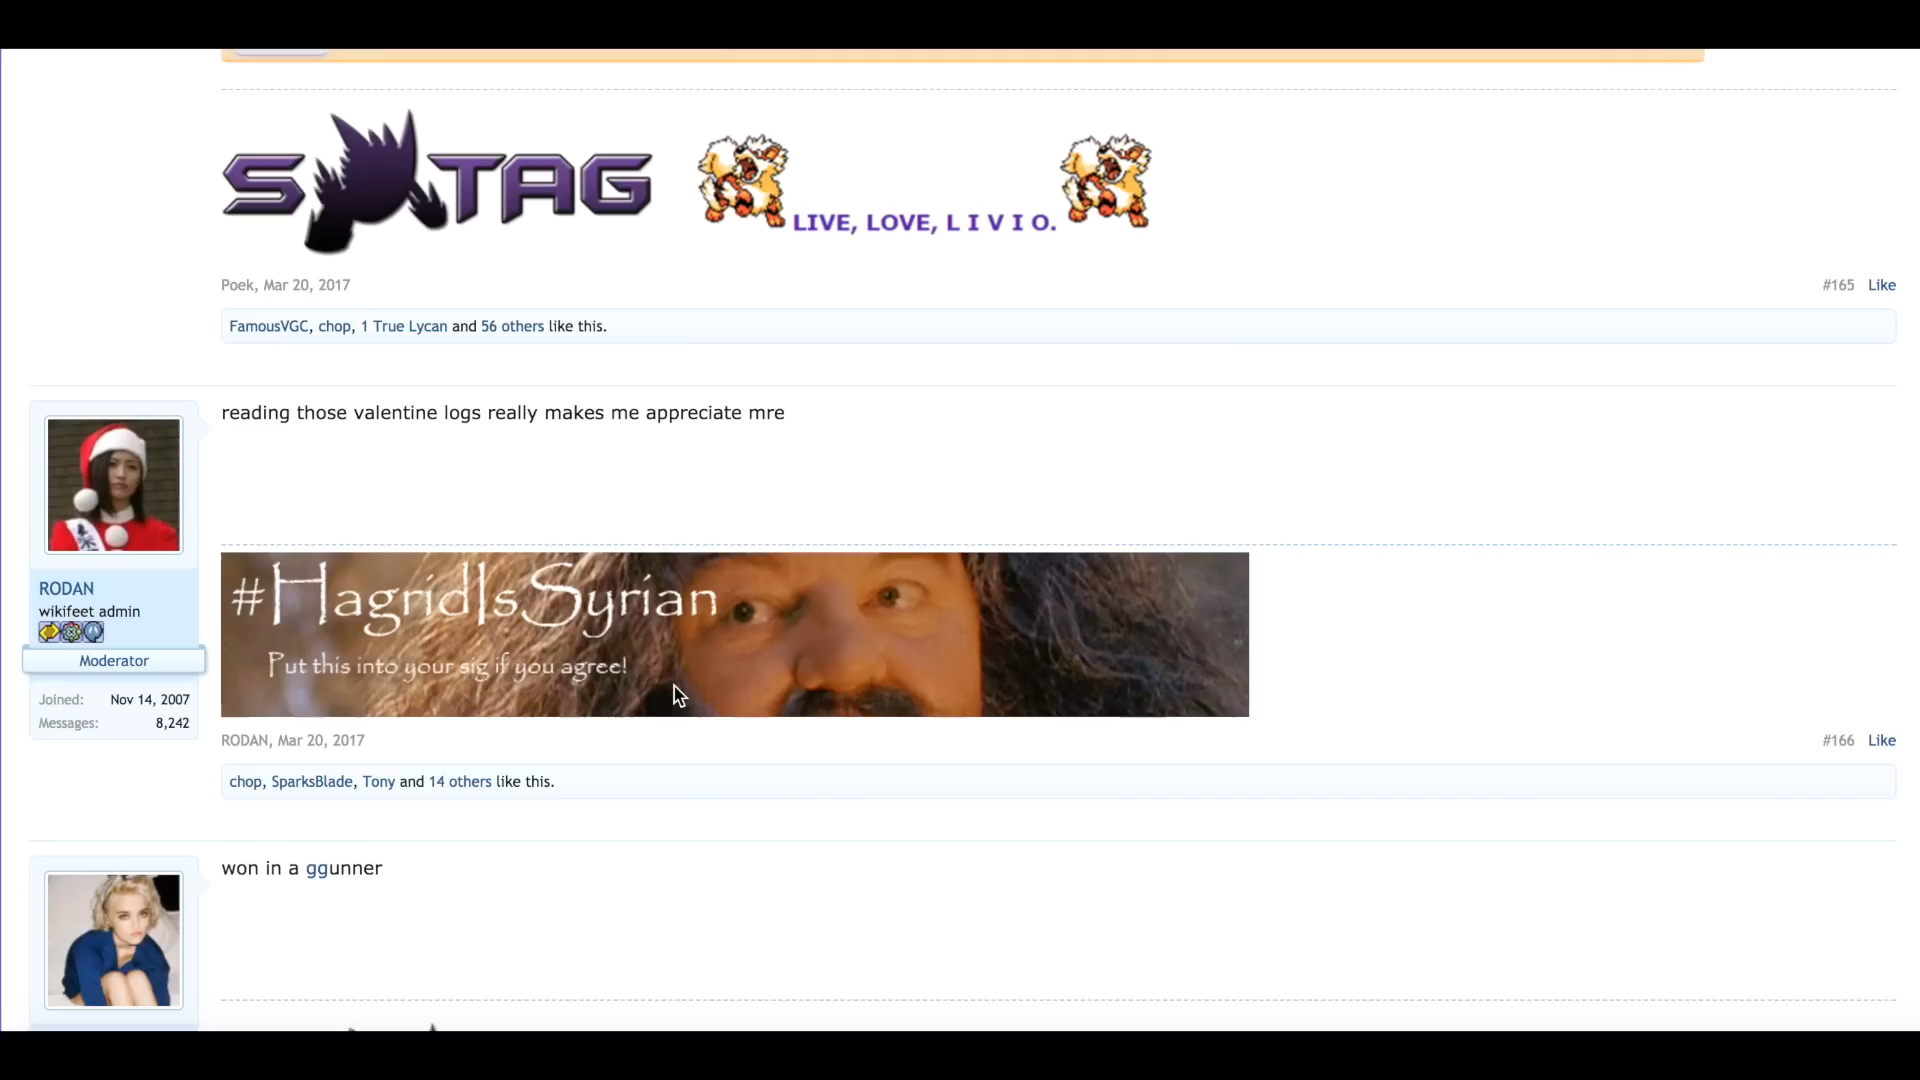 S TAG
LIVE, LOVE, L I V I O.
Poek, Mar 20, 2017
#165 Like
FamousVGC, chop, 1 True Lycan and 56 others like this.
reading those valentine logs really makes me appreciate mre
RODAN
wikifeet admin
Moderator
Joined: Nov 14, 2007
Messages: 8,242
#HagridIsSyrian
Put this into your sig if you agree!
RODAN, Mar 20, 2017
#166 Like
chop, SparksBlade, Tony and 14 others like this.
won in a ggunner